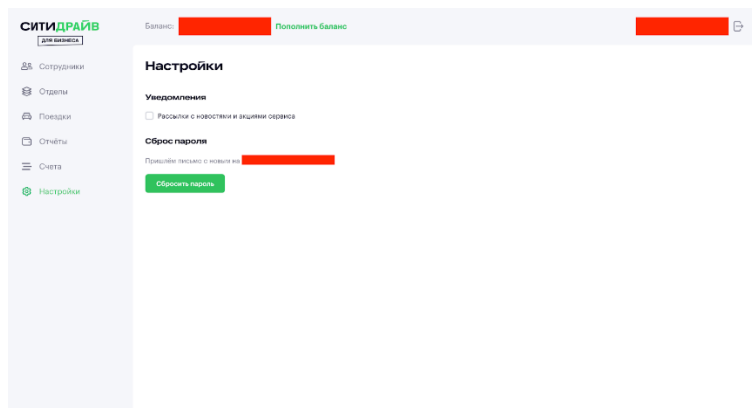 СИТИДРАЙВ
ДЛЯ БИЗНЕСА
Баланс:
Пополнить баланс
Сотрудники
Отделы
Поездки
Отчёты
Счета
Настройки
Настройки
Уведомления
Рассылки с новостями и акциями сервиса
Сброс пароля
Пришлём письмо с новым на
Сбросить пароль